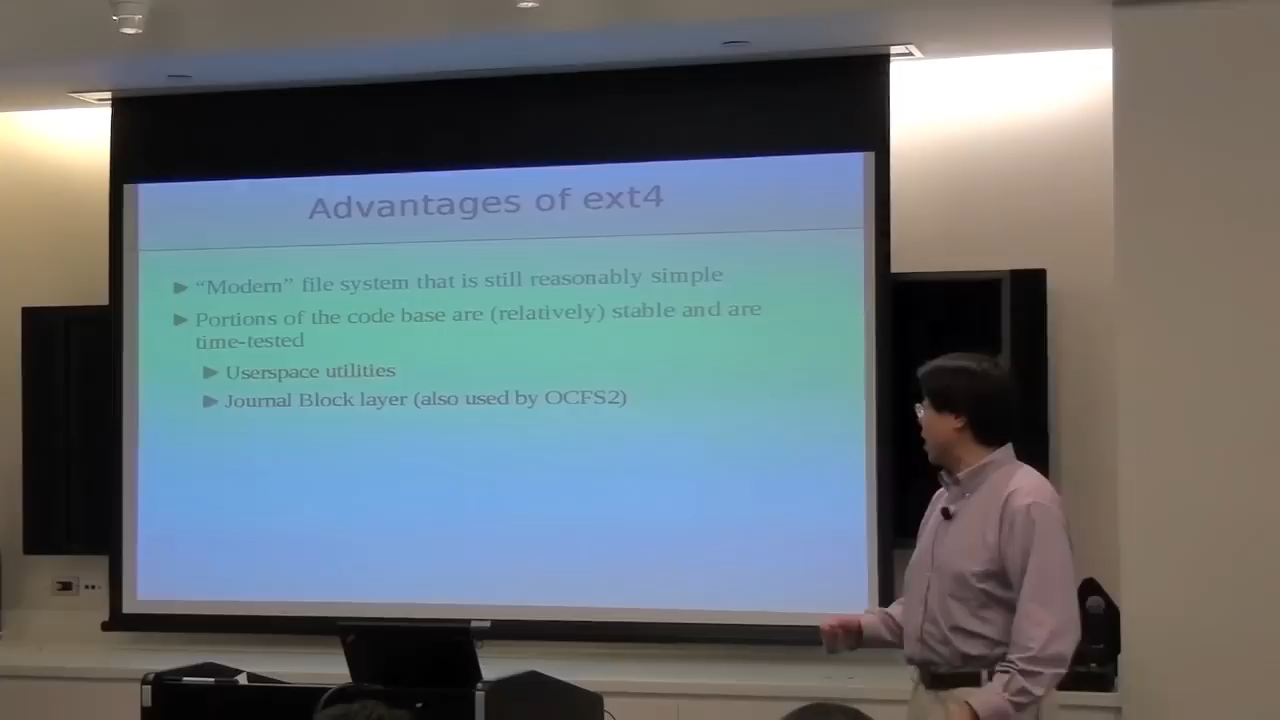 Advantages of ext4
“Modern” file system that is still reasonably simple
Portions of the code base are (relatively) stable and are
time-tested
Userspace utilities
Journal Block layer (also used by OCFS2)